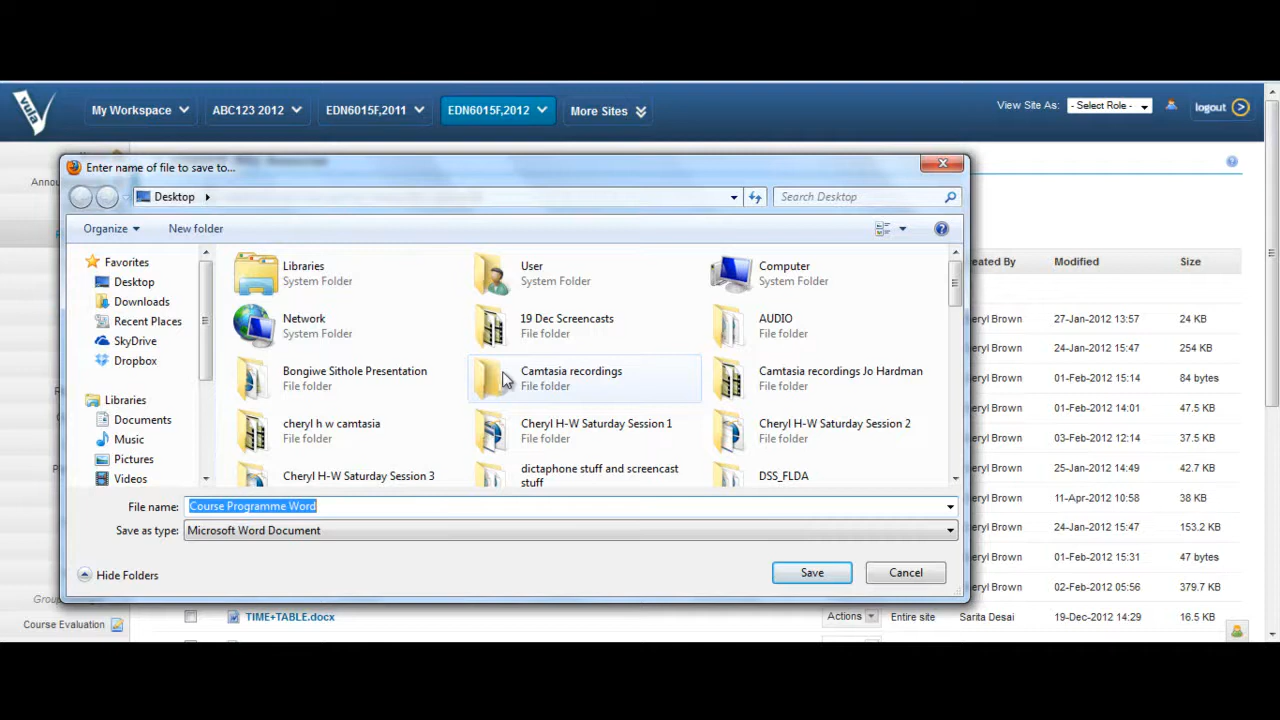 vula
My Workspace
ABC123 2012
EDN6015F,2011
EDN6015F,2012
More Sites
View Site As:
- Select Role -
logout
Enter name of file to save to...
Desktop
Search Desktop
Organize
New folder
Favorites
Desktop
Downloads
Recent Places
SkyDrive
Dropbox
Libraries
Documents
Music
Pictures
Videos
Libraries
System Folder
User
System Folder
Computer
System Folder
Network
System Folder
19 Dec Screencasts
File folder
AUDIO
File folder
Bongiwe Sithole Presentation
File folder
Camtasia recordings
File folder
Camtasia recordings Jo Hardman
File folder
cheryl h w camtasia
File folder
Cheryl H-W Saturday Session 1
File folder
Cheryl H-W Saturday Session 2
File folder
Cheryl H-W Saturday Session 3
dictaphone stuff and screencast
stuff
DSS_FLDA
File name:
Course Programme Word
Save as type:
Microsoft Word Document
Hide Folders
Save
Cancel
Modified
Size
27-Jan-2012 13:57
24 KB
Brown
24-Jan-2012 15:47
254 KB
Brown
01-Feb-2012 15:14
84 bytes
Brown
01-Feb-2012 14:01
47.5 KB
Brown
03-Feb-2012 12:14
37.5 KB
Brown
25-Jan-2012 14:49
42.7 KB
Brown
11-Apr-2012 10:58
38 KB
Brown
24-Jan-2012 15:47
153.2 KB
Brown
01-Feb-2012 15:31
47 bytes
Brown
02-Feb-2012 05:56
379.7 KB
Course Evaluation
TIME+TABLE.docx
Actions
Entire site
Sarita Desai
19-Dec-2012 14:29
16.5 KB